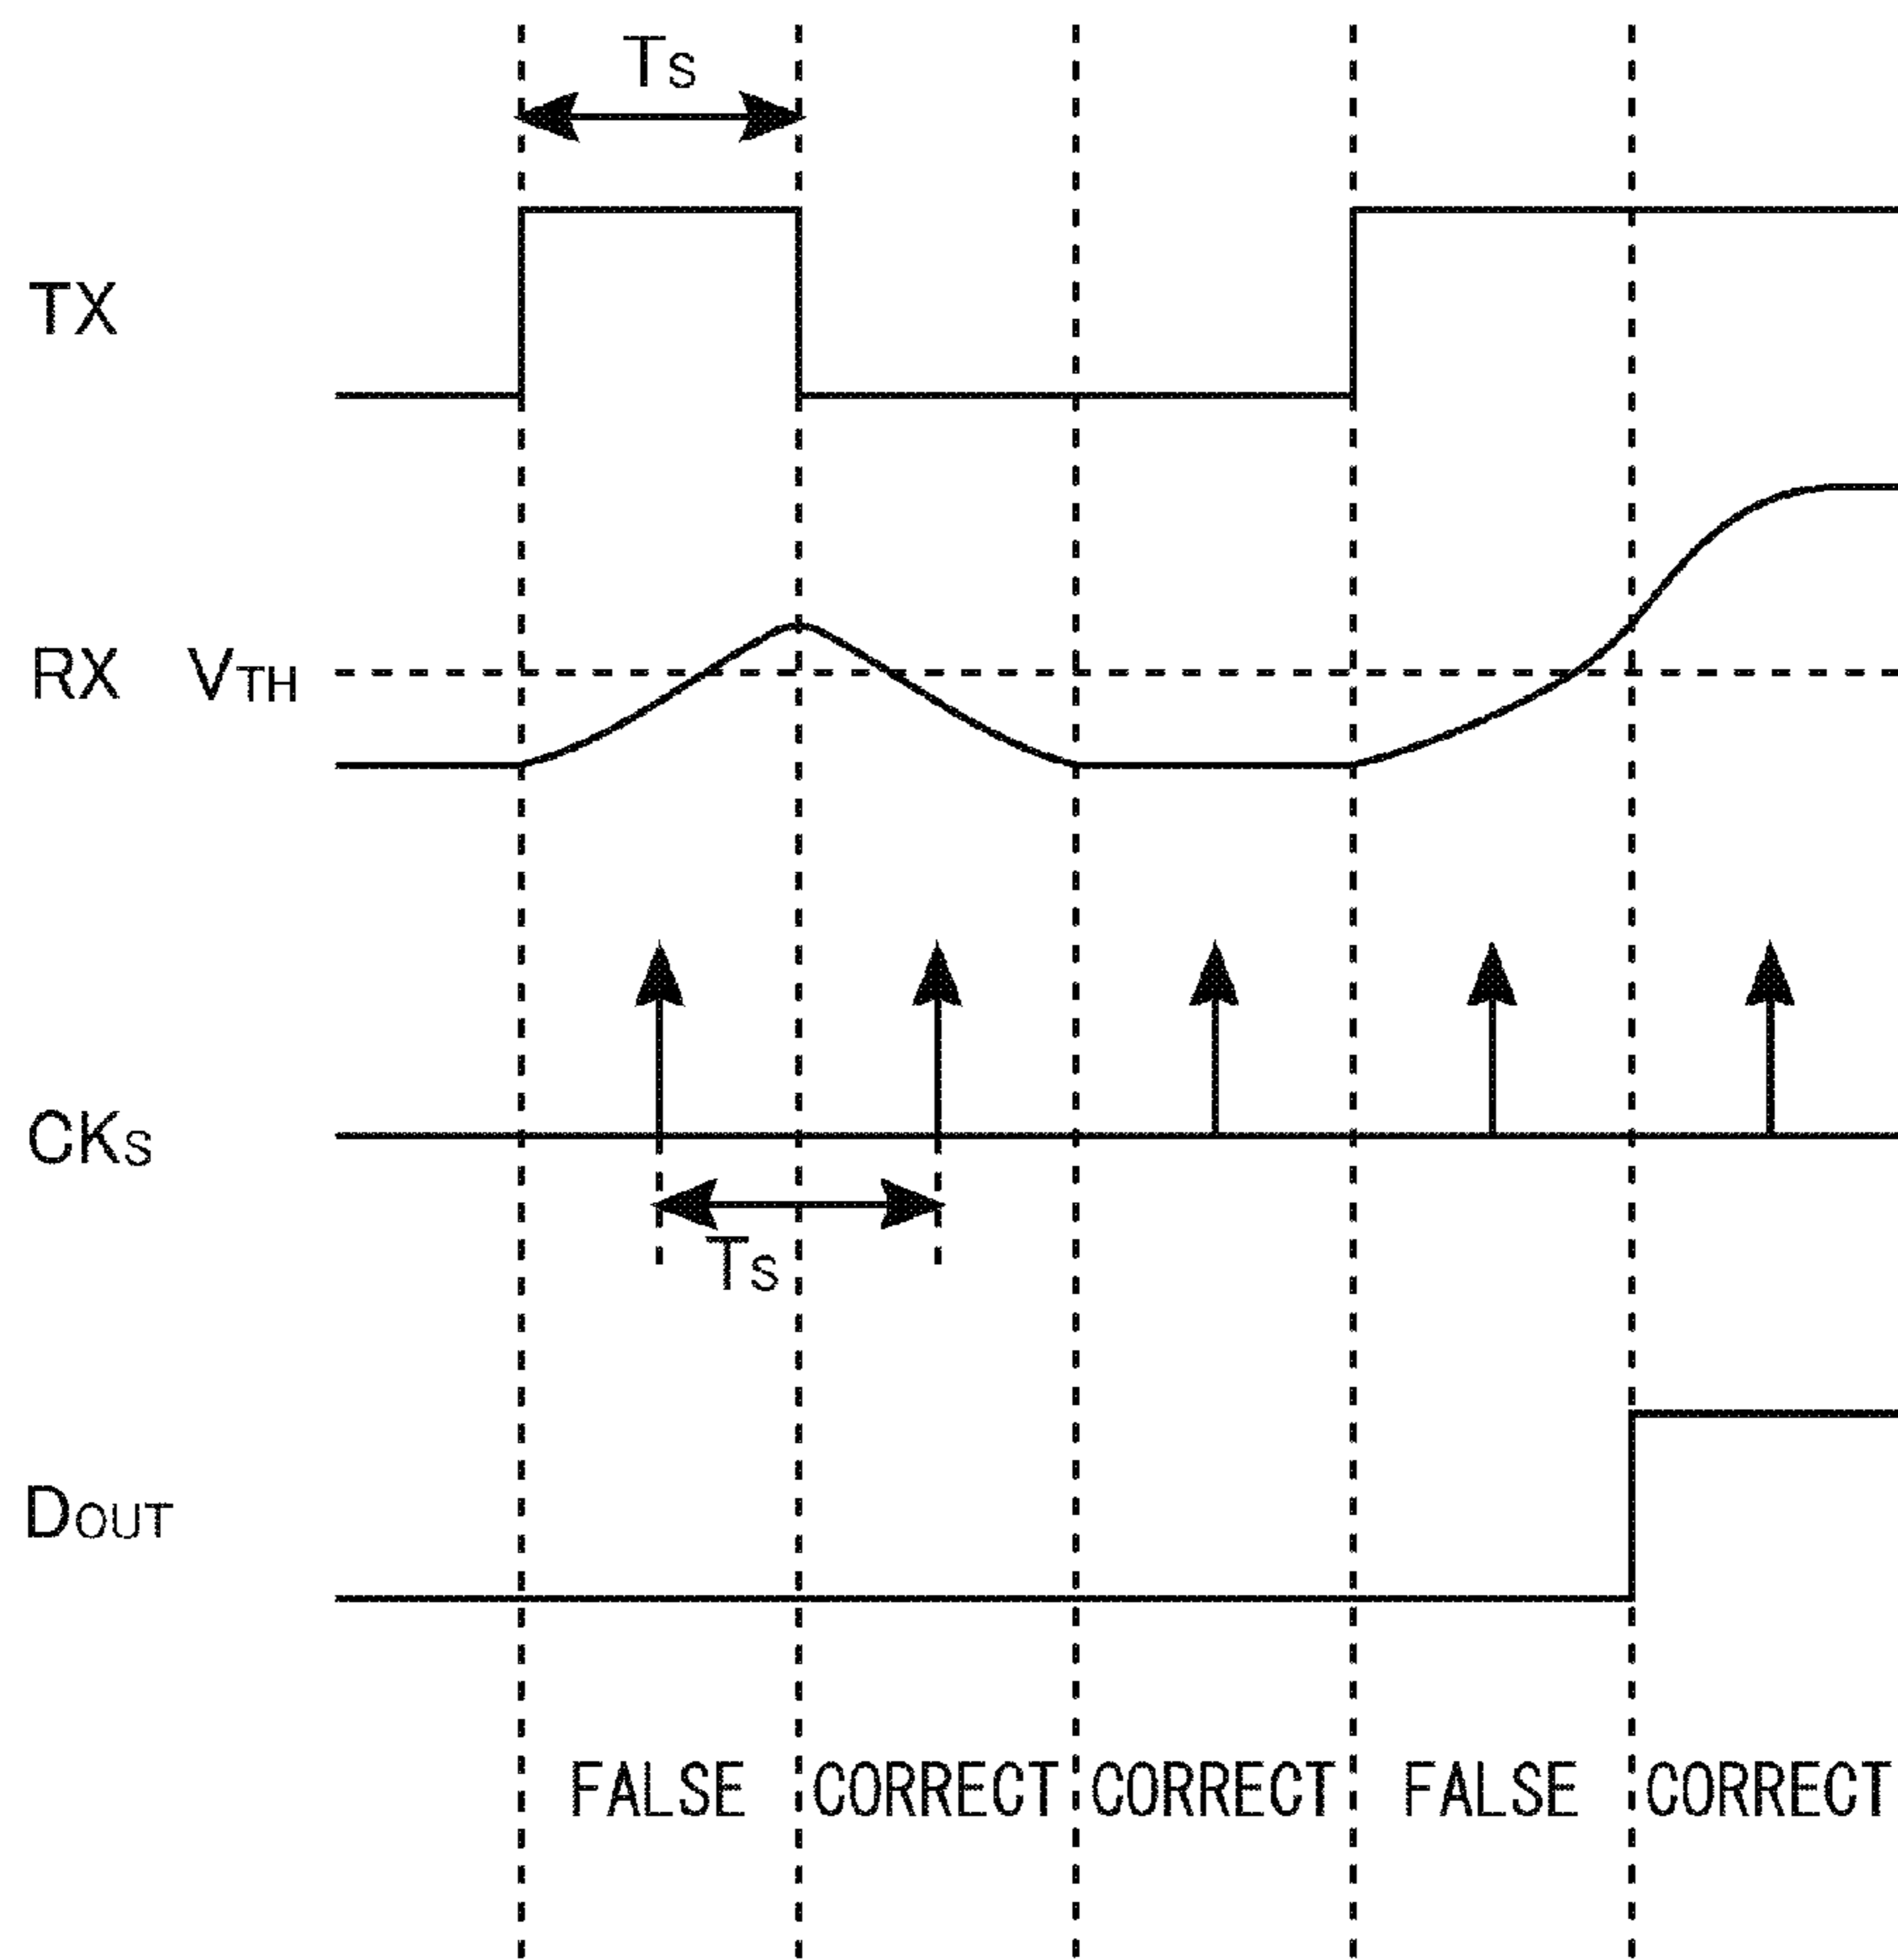 Ts
TX
RX VTH
CKs
Ts
DOUT
FALSE CORRECT CORRECT FALSE CORRECT